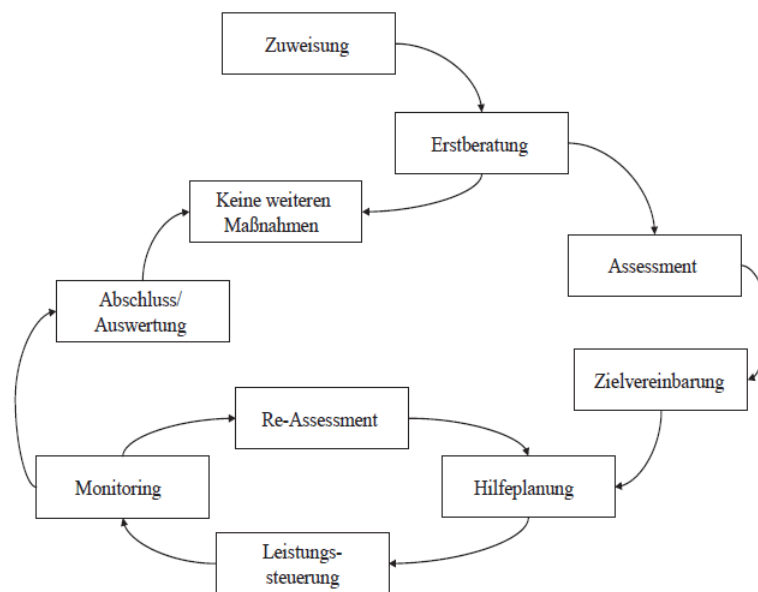 Zuweisung
Erstberatung
Keine weiteren
Maßnahmen
Assessment
Abschluss/
Auswertung
Zielvereinbarung
Re-Assessment
Monitoring
Hilfeplanung
Leistungs-
steuerung